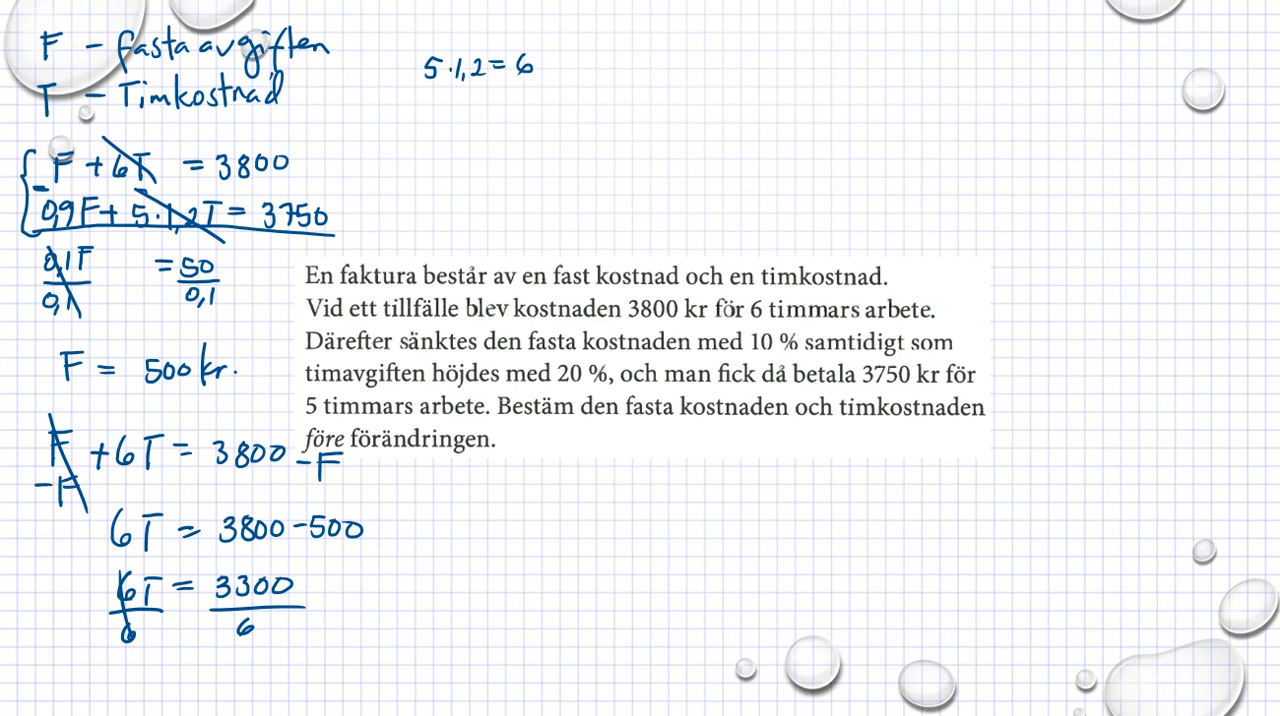 F - fasta avgiften
T - Timkostnad
5·1,2 = 6
F + 6T = 3800
- 0,9F + 5·1,2T = 3750
0,1F = 50
0,1 0,1
F = 500 kr.
F + 6T = 3800 - F
-F
6T = 3800 - 500
6T = 3300
6 6
En faktura består av en fast kostnad och en timkostnad.
Vid ett tillfälle blev kostnaden 3800 kr för 6 timmars arbete.
Därefter sänktes den fasta kostnaden med 10 % samtidigt som
timavgiften höjdes med 20 %, och man fick då betala 3750 kr för
5 timmars arbete. Bestäm den fasta kostnaden och timkostnaden
före förändringen.